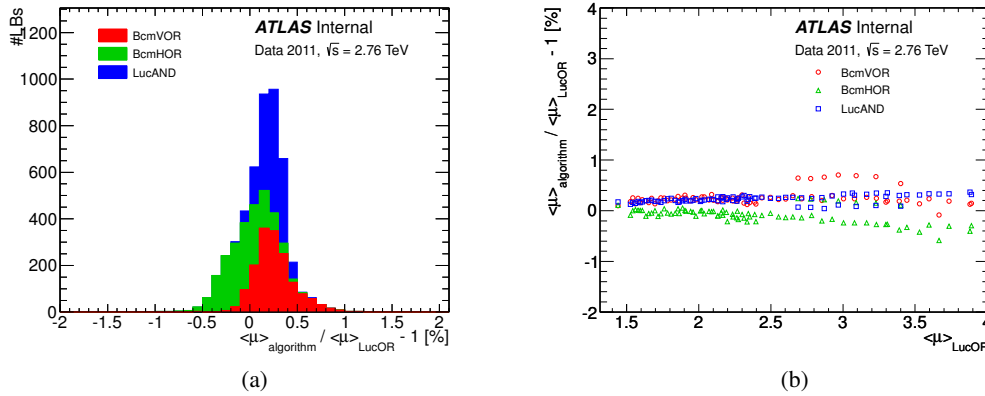 #LBs
1200
1000
800
600
400
200
0
-2 -1.5 -1 -0.5 0 0.5 1 1.5 2
<μ>algorithm / <μ>LucOR - 1 [%]
ATLAS Internal
Data 2011, √s = 2.76 TeV
BcmVOR
BcmHOR
LucAND
(a)
<μ>algorithm / <μ>LucOR - 1 [%]
4
3
2
1
0
-1
-2
1.5 2 2.5 3 3.5 4
<μ>LucOR
ATLAS Internal
Data 2011, √s = 2.76 TeV
BcmVOR
BcmHOR
LucAND
(b)